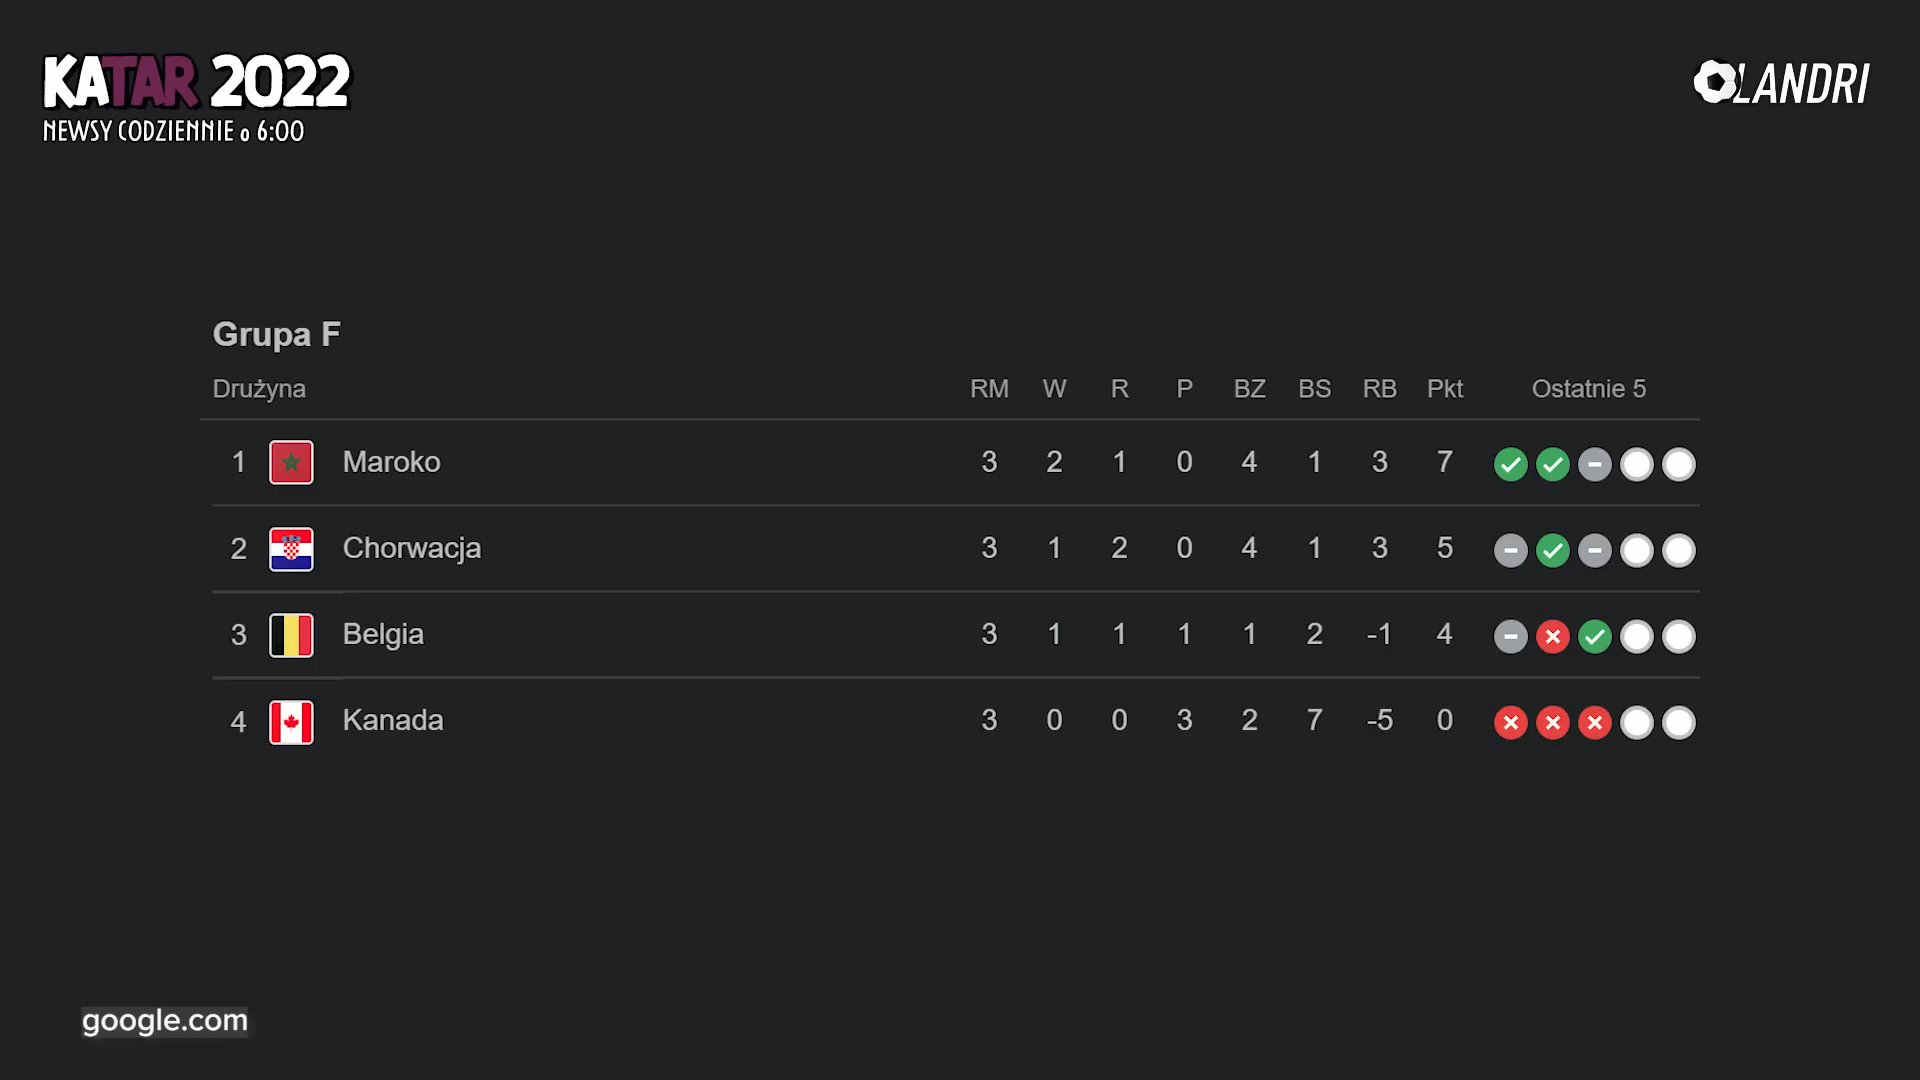 KATAR 2022
NEWSY CODZIENNIE o 6:00
OLANDRI
Grupa F
Drużyna RM W R P BZ BS RB Pkt Ostatnie 5
1 Maroko 3 2 1 0 4 1 3 7
2 Chorwacja 3 1 2 0 4 1 3 5
3 Belgia 3 1 1 1 1 2 -1 4
4 Kanada 3 0 0 3 2 7 -5 0
google.com